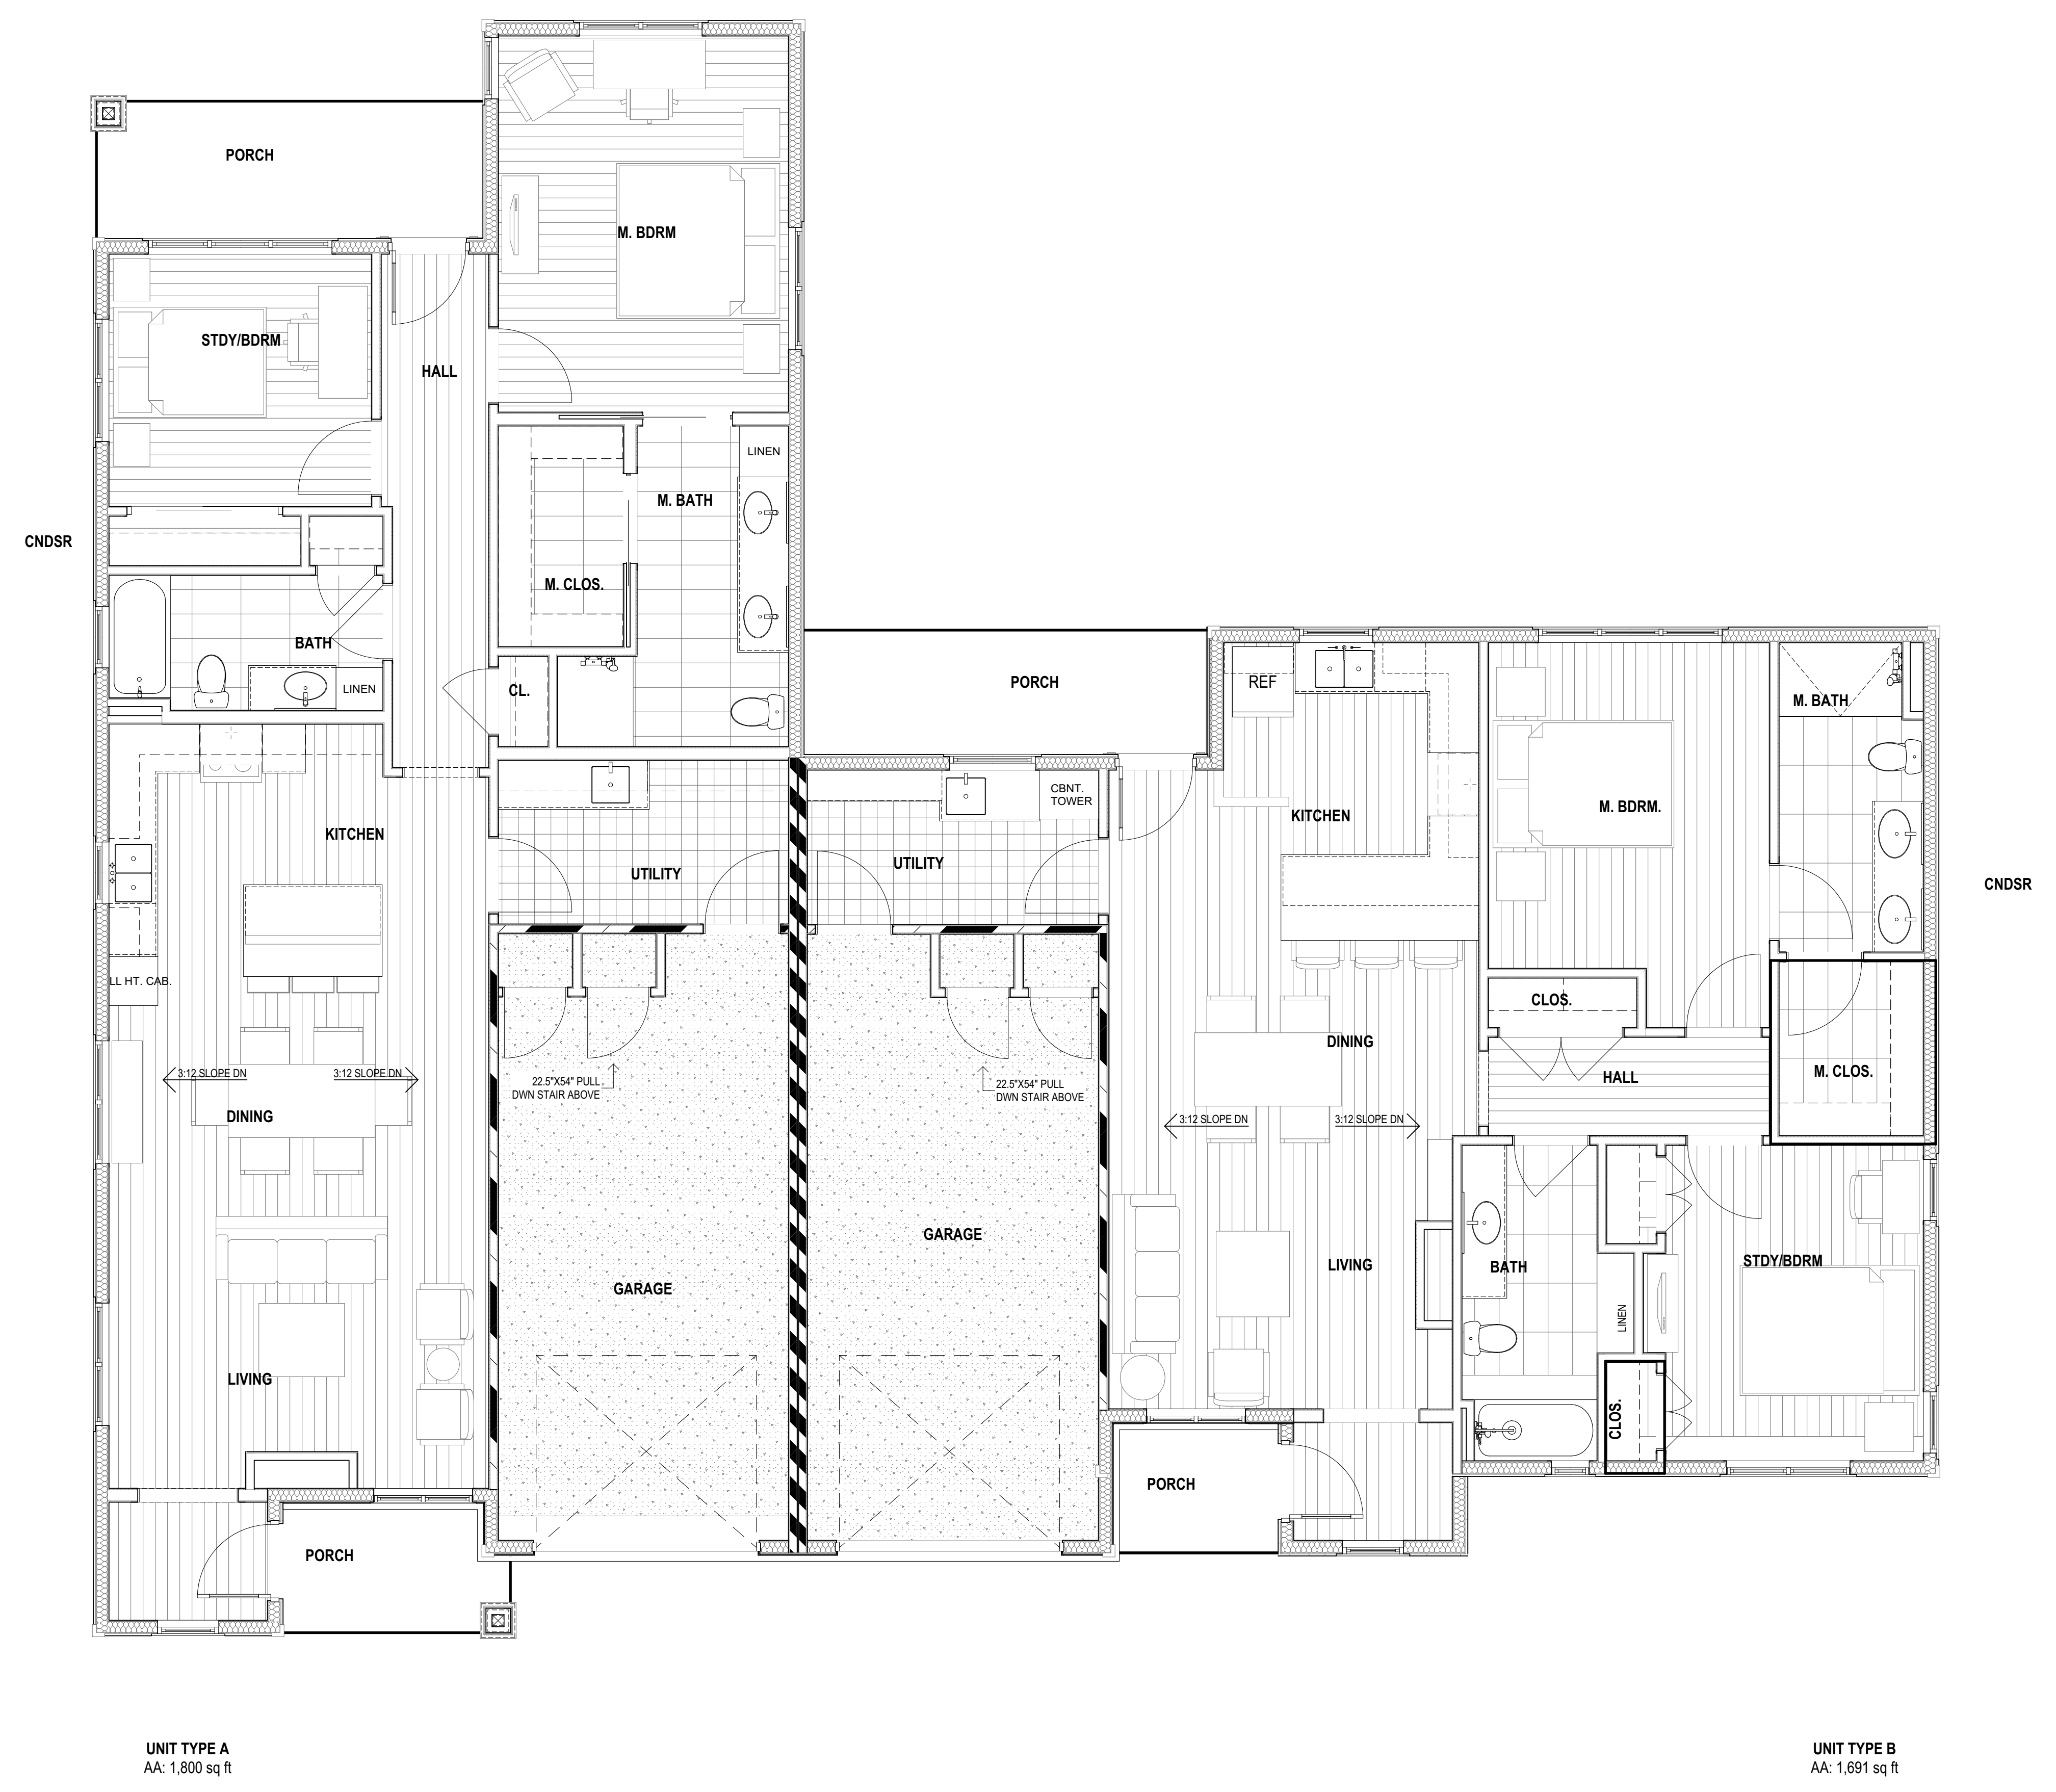 PORCH
M. BDRM
STDY/BDRM
HALL
LINEN
M. BATH
CNDSR
M. CLOS.
BATH
LINEN
CL.
PORCH
REF
M. BATH
CBNT.
TOWER
KITCHEN
M. BDRM.
KITCHEN
UTILITY
UTILITY
CNDSR
LL HT. CAB.
CLOS.
DINING
3:12 SLOPE DN
3:12 SLOPE DN
22.5"X54" PULL
DWN STAIR ABOVE
22.5"X54" PULL
DWN STAIR ABOVE
HALL
M. CLOS.
DINING
3:12 SLOPE DN
3:12 SLOPE DN
GARAGE
GARAGE
LIVING
BATH
STDY/BDRM
LINEN
LIVING
CLOS.
PORCH
PORCH
UNIT TYPE A
AA: 1,800 sq ft
UNIT TYPE B
AA: 1,691 sq ft